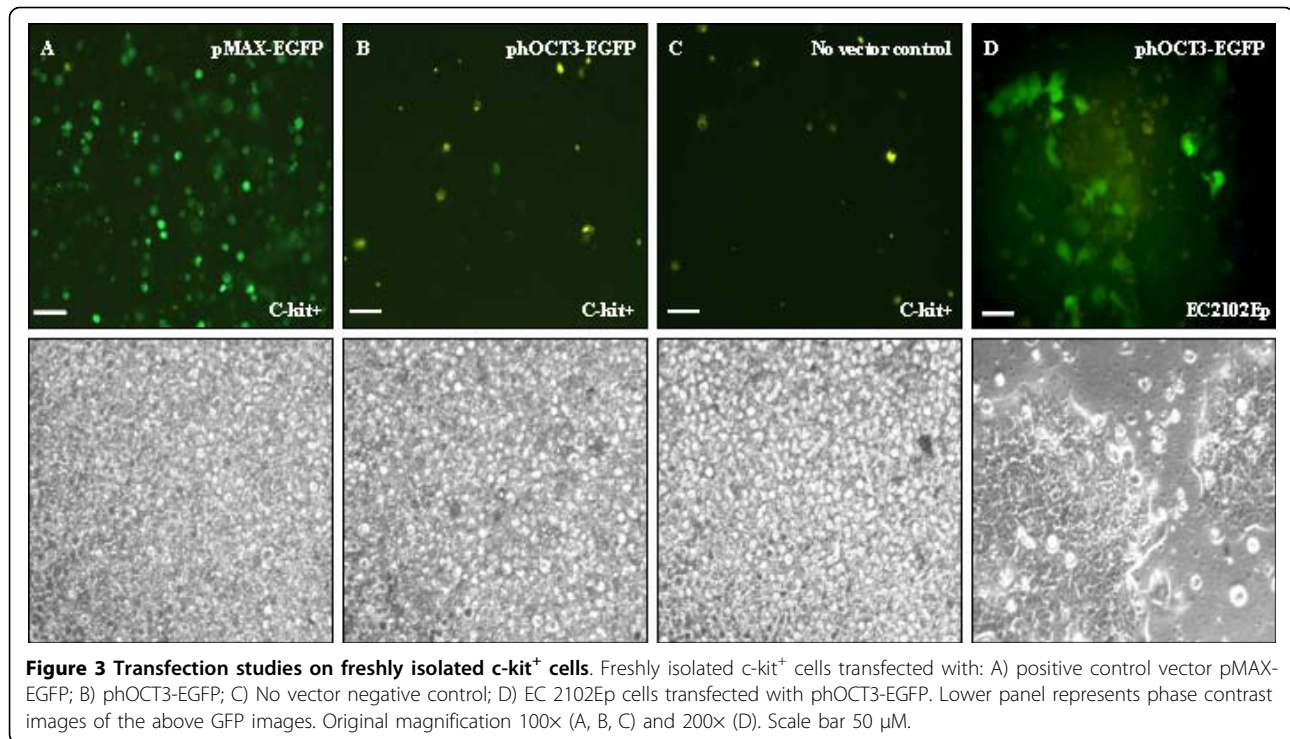 A pMAX-EGFP
C-kit+
B phOCT3-EGFP
C-kit+
C No vector control
C-kit+
D phOCT3-EGFP
EC2102Ep
Figure 3 Transfection studies on freshly isolated c-kit⁺ cells. Freshly isolated c-kit⁺ cells transfected with: A) positive control vector pMAX-
EGFP; B) phOCT3-EGFP; C) No vector negative control; D) EC 2102Ep cells transfected with phOCT3-EGFP. Lower panel represents phase contrast
images of the above GFP images. Original magnification 100× (A, B, C) and 200× (D). Scale bar 50 μM.